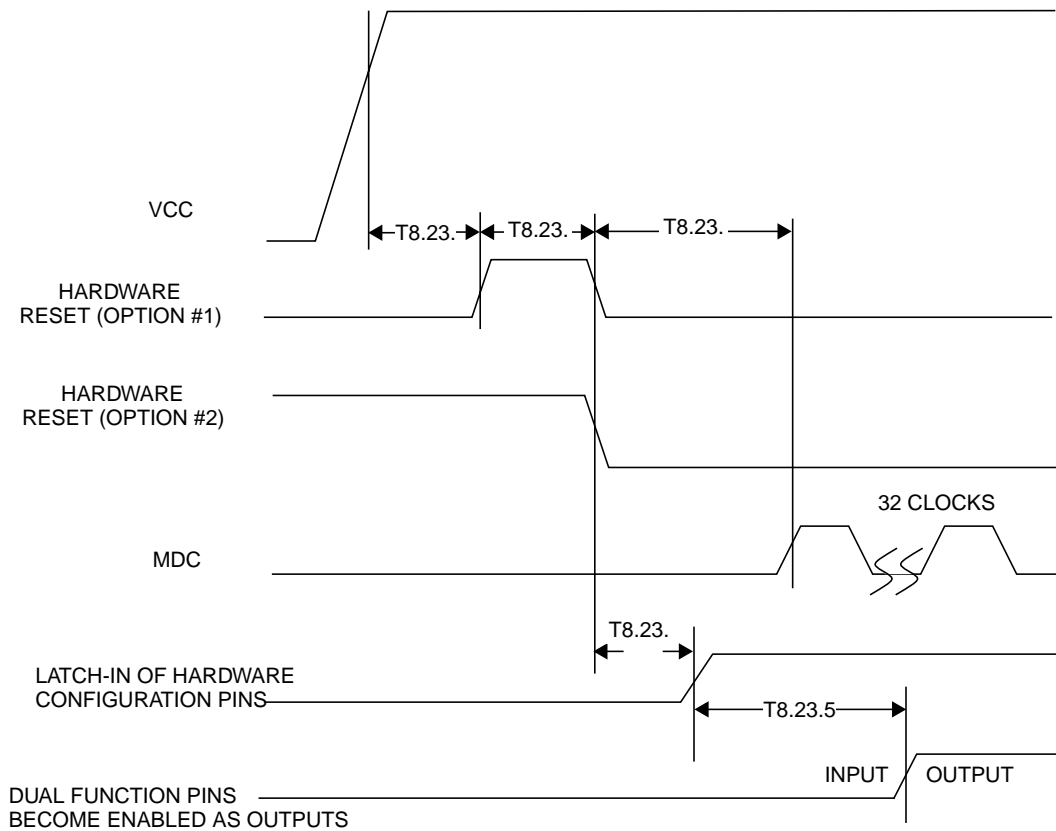 VCC
T8.23.
T8.23.
T8.23.
HARDWARE
RESET (OPTION #1)
HARDWARE
RESET (OPTION #2)
32 CLOCKS
MDC
T8.23.
LATCH-IN OF HARDWARE
CONFIGURATION PINS
T8.23.5
INPUT
OUTPUT
DUAL FUNCTION PINS
BECOME ENABLED AS OUTPUTS